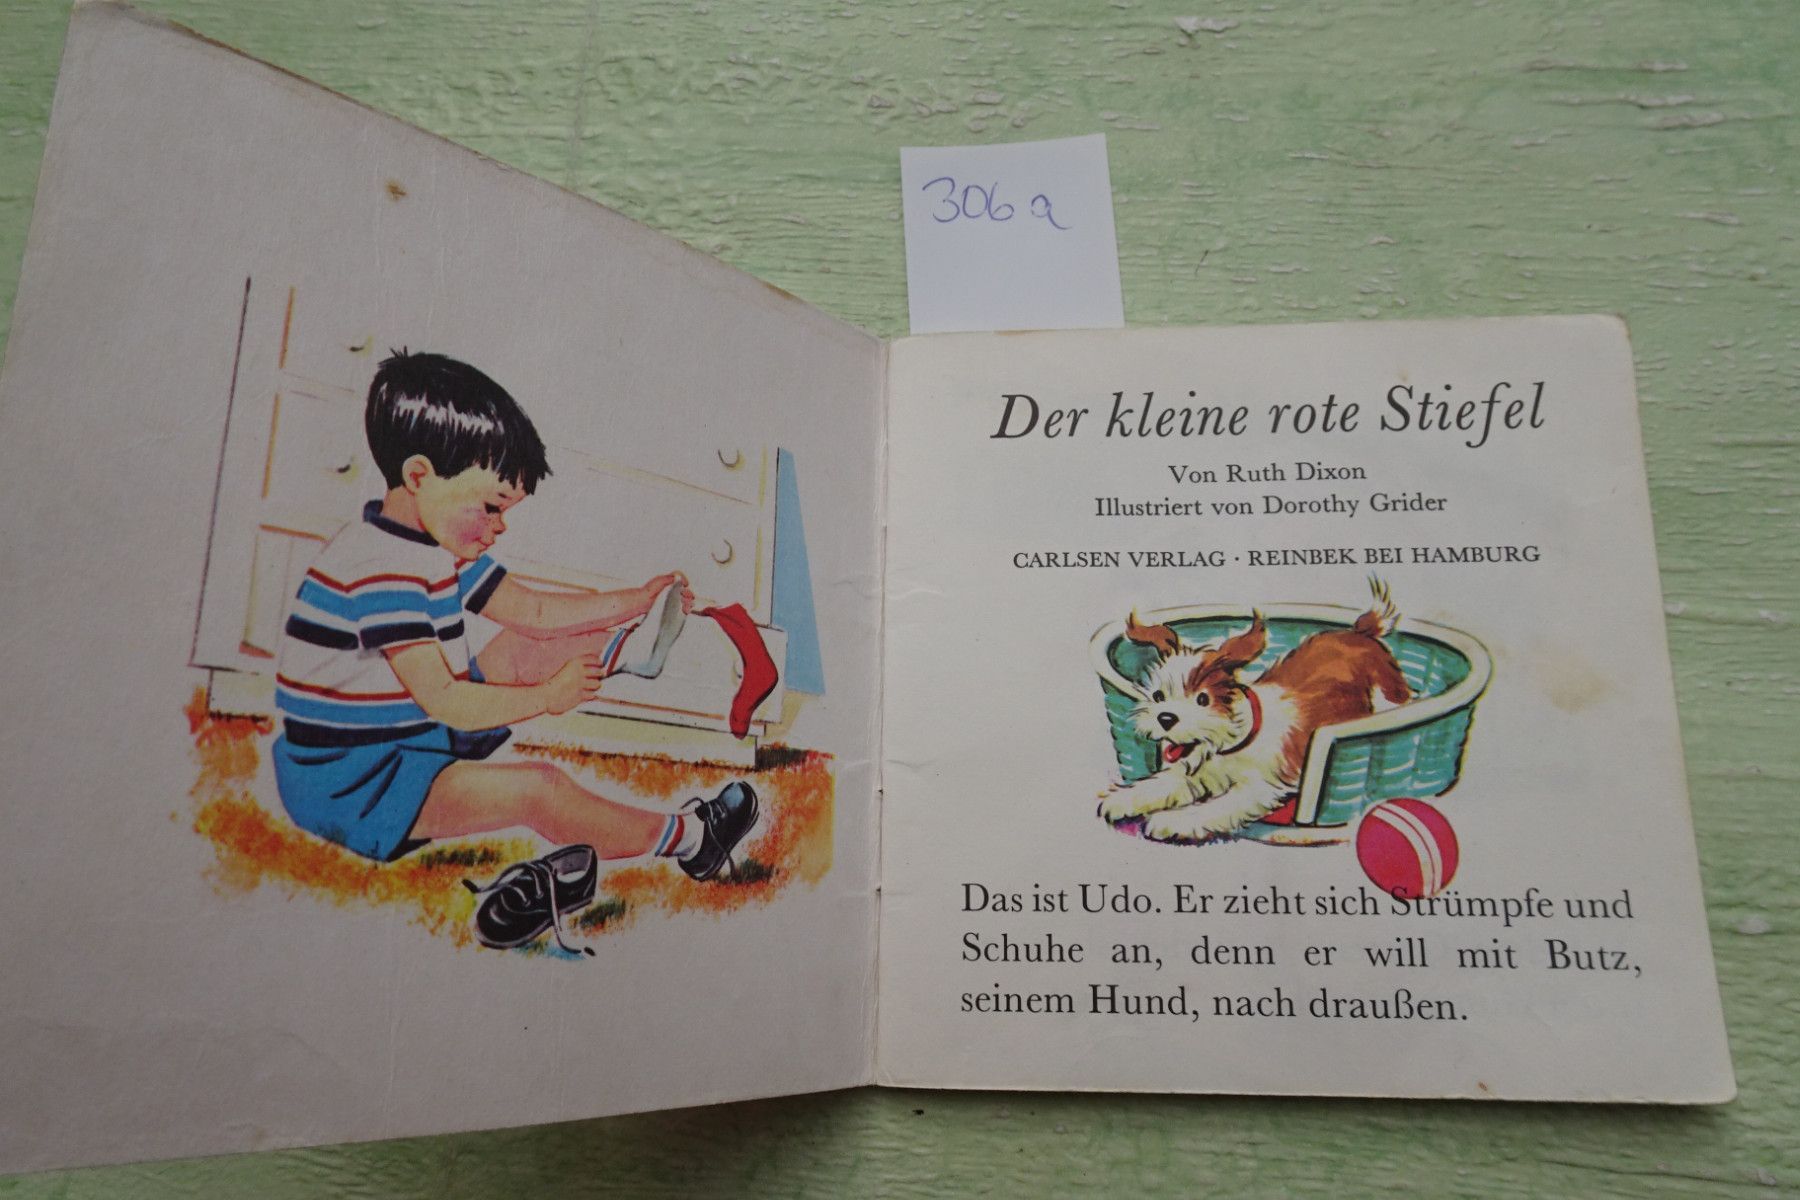 306a
Der kleine rote Stiefel
Von Ruth Dixon
Illustriert von Dorothy Grider
CARLSEN VERLAG · REINBEK BEI HAMBURG
Das ist Udo. Er zieht sich Strümpfe und
Schuhe an, denn er will mit Butz,
seinem Hund, nach draußen.